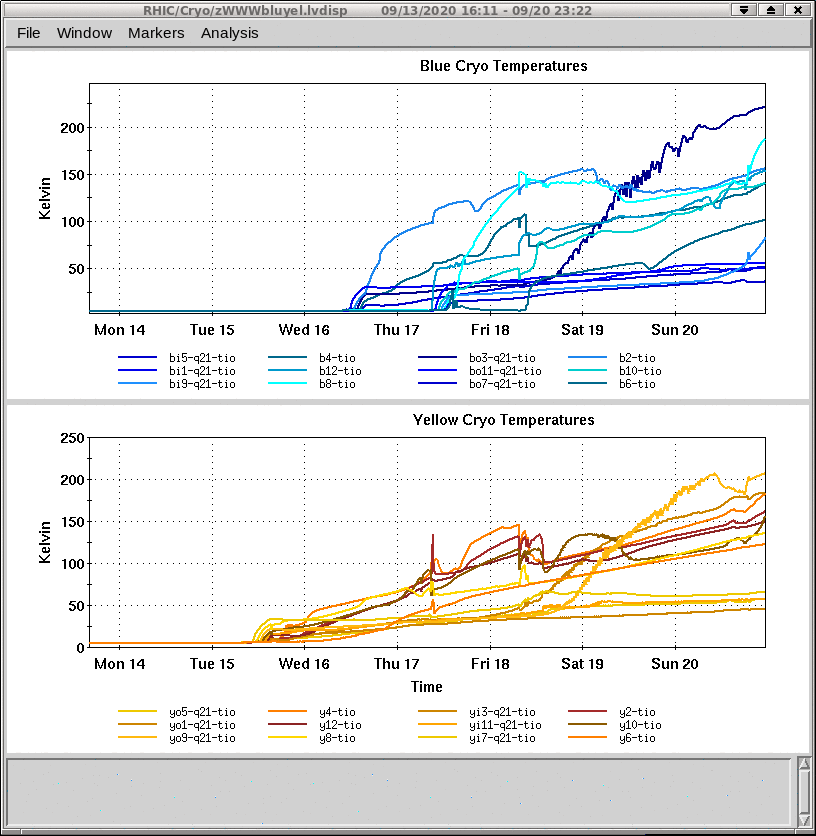 RHIC/Cryo/zWWWbluyel.lvdisp 09/13/2020 16:11 - 09/20 23:22
File Window Markers Analysis
Blue Cryo Temperatures
Kelvin
200
150
100
50
Mon 14 Tue 15 Wed 16 Thu 17 Fri 18 Sat 19 Sun 20
bi5-q21-tio b4-tio bo3-q21-tio b2-tio
bi1-q21-tio b12-tio bo11-q21-tio b10-tio
bi9-q21-tio b8-tio bo7-q21-tio b6-tio
Yellow Cryo Temperatures
Kelvin
250
200
150
100
50
0
Mon 14 Tue 15 Wed 16 Thu 17 Fri 18 Sat 19 Sun 20
Time
yo5-q21-tio y4-tio yi3-q21-tio y2-tio
yo1-q21-tio y12-tio yi11-q21-tio y10-tio
yo9-q21-tio y8-tio yi7-q21-tio y6-tio